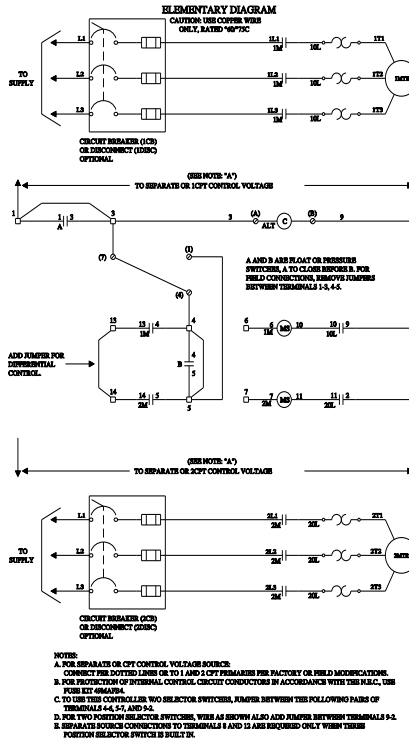 ELEMENTARY DIAGRAM
CAUTION: USE COPPER WIRE
ONLY, RATED "60/"75C
L1
1L1
1M
10L
1T1
TO
SUPPLY
L2
1L2
1M
10L
1T2
1MTR
L3
1L3
1M
10L
1T3
CIRCUIT BREAKER (1CB)
OR DISCONNECT (1DISC)
OPTIONAL
(SEE NOTE: "A")
TO SEPARATE OR 1CPT CONTROL VOLTAGE
1
1 3
A
3
3
(A)
ALT
C
(B)
9
(7)
(1)
A AND B ARE FLOAT OR PRESSURE
SWITCHES, A TO CLOSE BEFORE B. FOR
FIELD CONNECTIONS, REMOVE JUMPERS
BETWEEN TERMINALS 1-3, 4-5.
(4)
13
13 4
1M
4
6
6
1M
MS
10
10 9
10L
ADD JUMPER FOR
DIFFERENTIAL
CONTROL.
4
B
5
14
14 5
2M
5
7
7
2M
MS
11
11 2
20L
(SEE NOTE: "A")
TO SEPARATE OR 2CPT CONTROL VOLTAGE
L1
2L1
2M
20L
2T1
TO
SUPPLY
L2
2L2
2M
20L
2T2
2MTR
L3
2L3
2M
20L
2T3
CIRCUIT BREAKER (2CB)
OR DISCONNECT (2DISC)
OPTIONAL
NOTES:
A. FOR SEPARATE OR CPT CONTROL VOLTAGE SOURCE:
CONNECT PER DOTTED LINES OR TO 1 AND 2 CPT PRIMARIES PER FACTORY OR FIELD MODIFICATIONS.
B. FOR PROTECTION OF INTERNAL CONTROL CIRCUIT CONDUCTORS IN ACCORDANCE WITH THE N.E.C., USE
FUSE KIT 49MAFB4.
C. TO USE THIS CONTROLLER W/O SELECTOR SWITCHES, JUMPER BETWEEN THE FOLLOWING PAIRS OF
TERMINALS 4-6, 5-7, AND 9-2.
D. FOR TWO POSITION SELECTOR SWITCHES, WIRE AS SHOWN ALSO ADD JUMPER BETWEEN TERMINALS 9-2.
E. SEPARATE SOURCE CONNECTIONS TO TERMINALS 8 AND 12 ARE REQUIRED ONLY WHEN THREE
POSITION SELECTOR SWITCH IS BUILT IN.